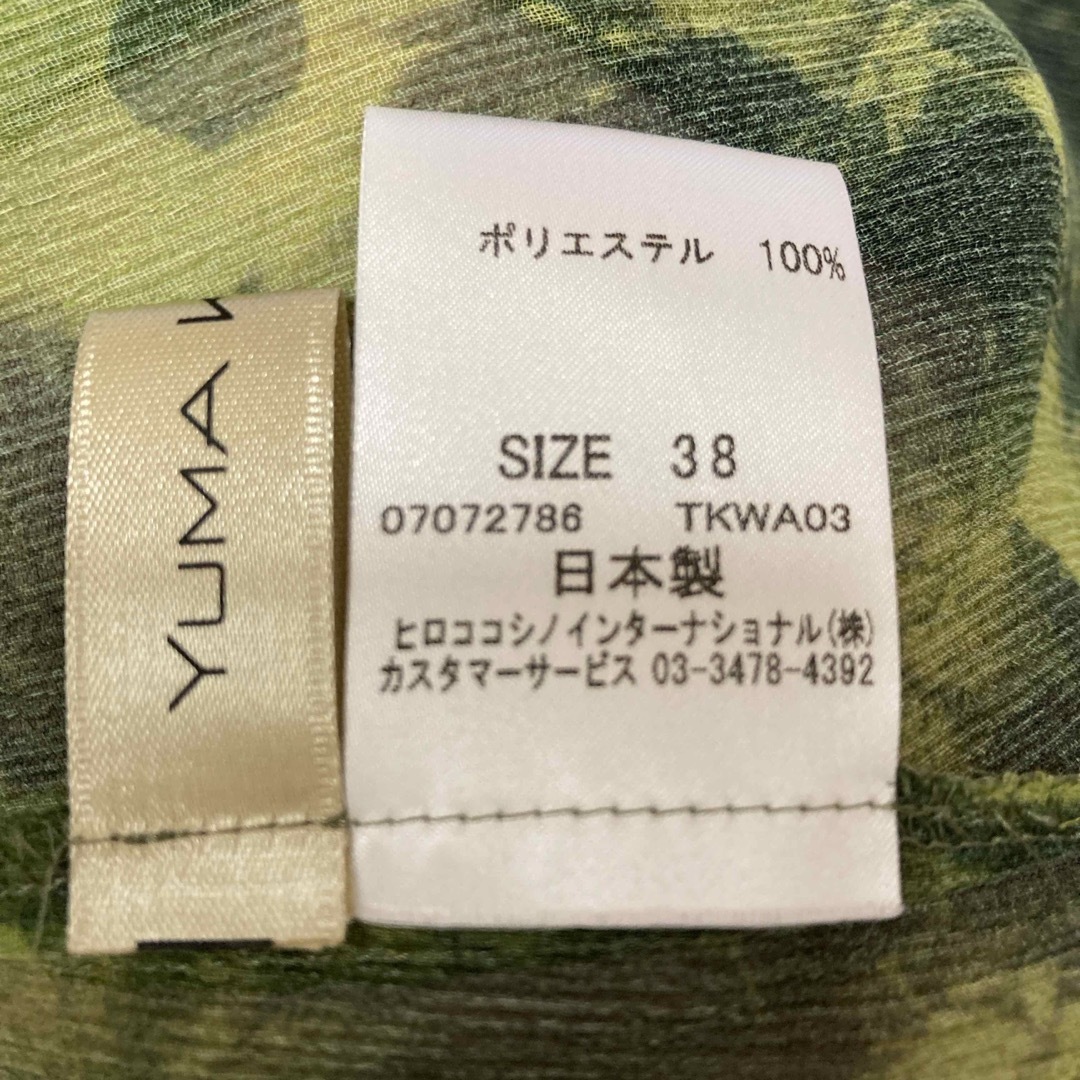 ポリエステル 100%
SIZE 38
07072786 TKWA03
日本製
ヒロココシノインターナショナル(株)
カスタマーサービス 03-3478-4392
YUMA